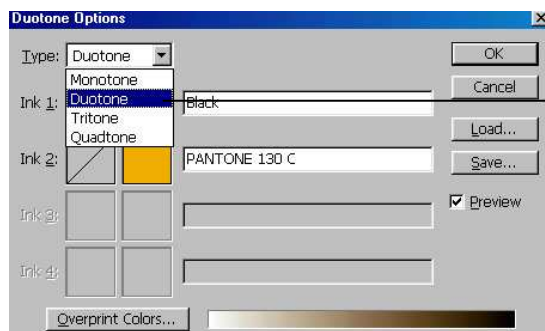 Duotone Options
Type: Duotone
OK
Monotone
Duotone
Tritone
Quadtone
Cancel
Ink 1:
Black
Load...
Ink 2:
PANTONE 130 C
Save...
Preview
Ink 3:
Ink 4:
Overprint Colors...